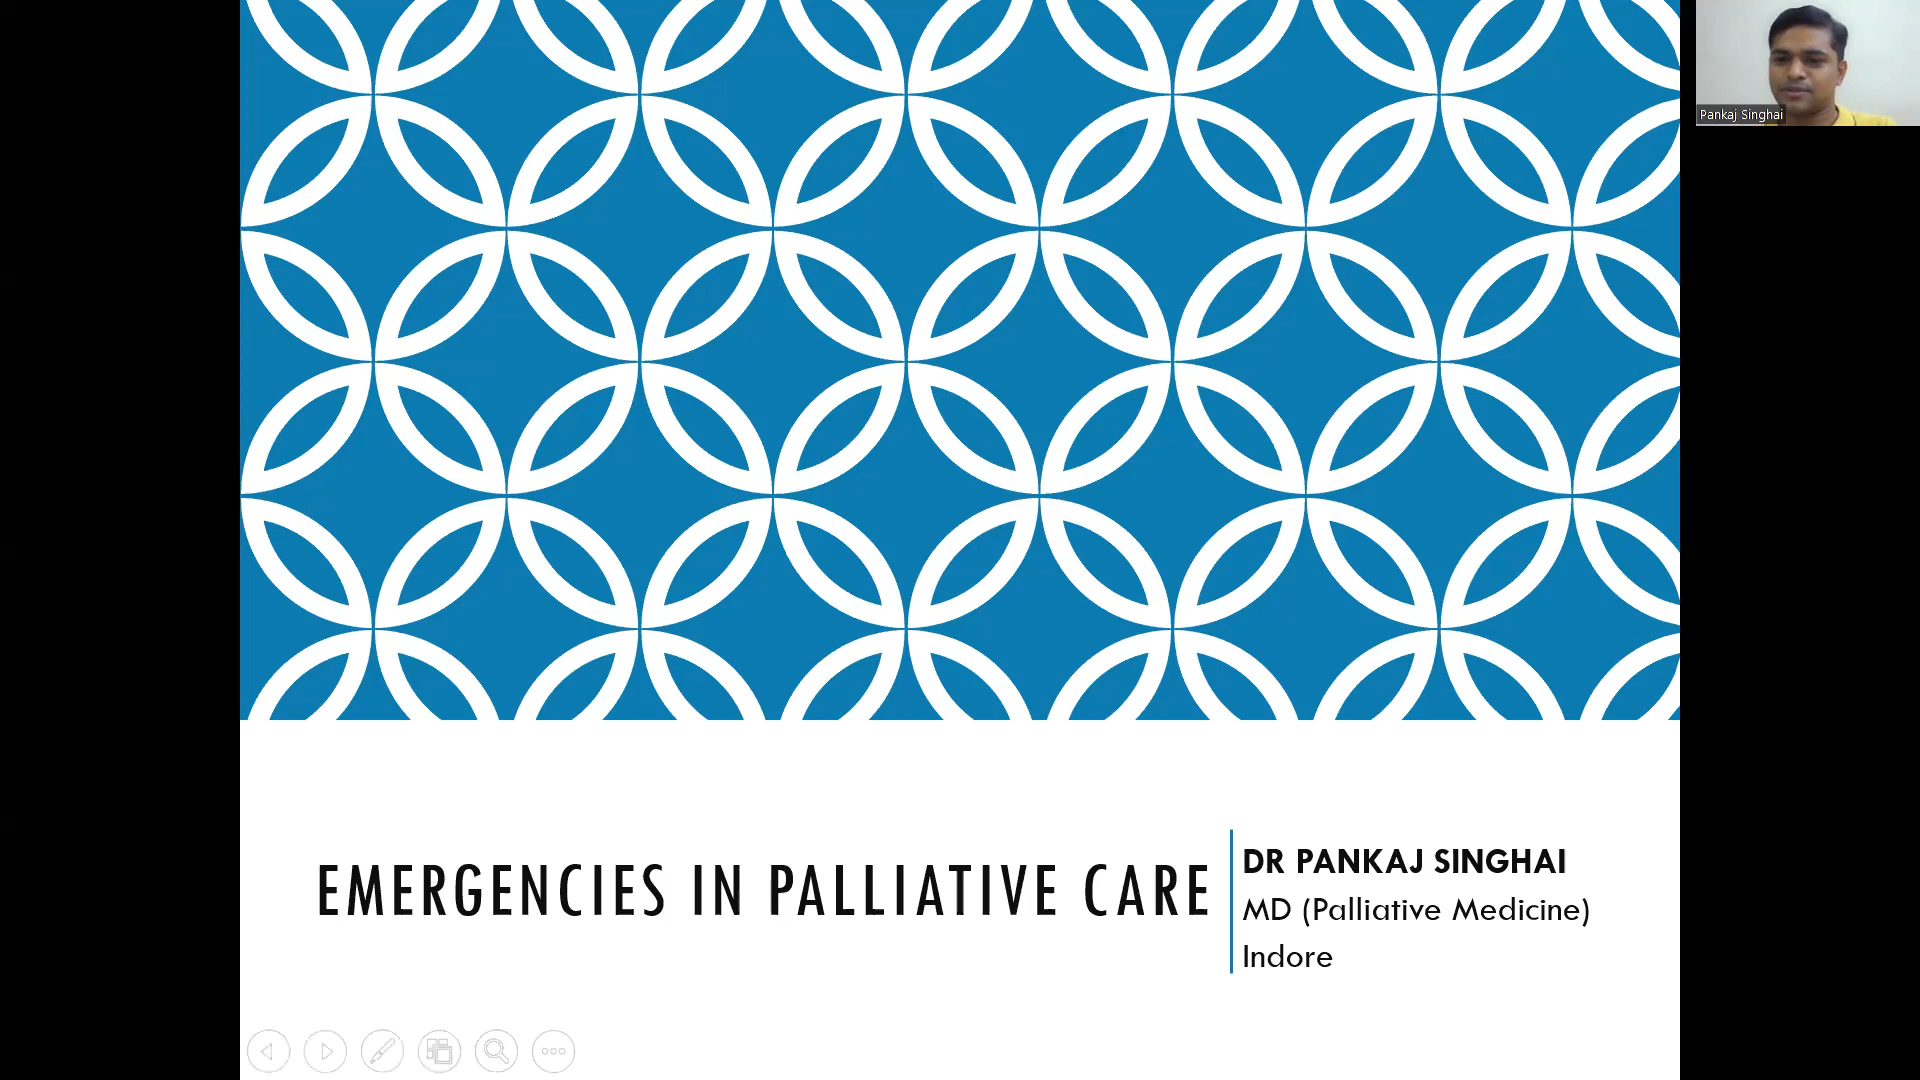 Pankaj Singhai
EMERGENCIES IN PALLIATIVE CARE
DR PANKAJ SINGHAI
MD (Palliative Medicine)
Indore